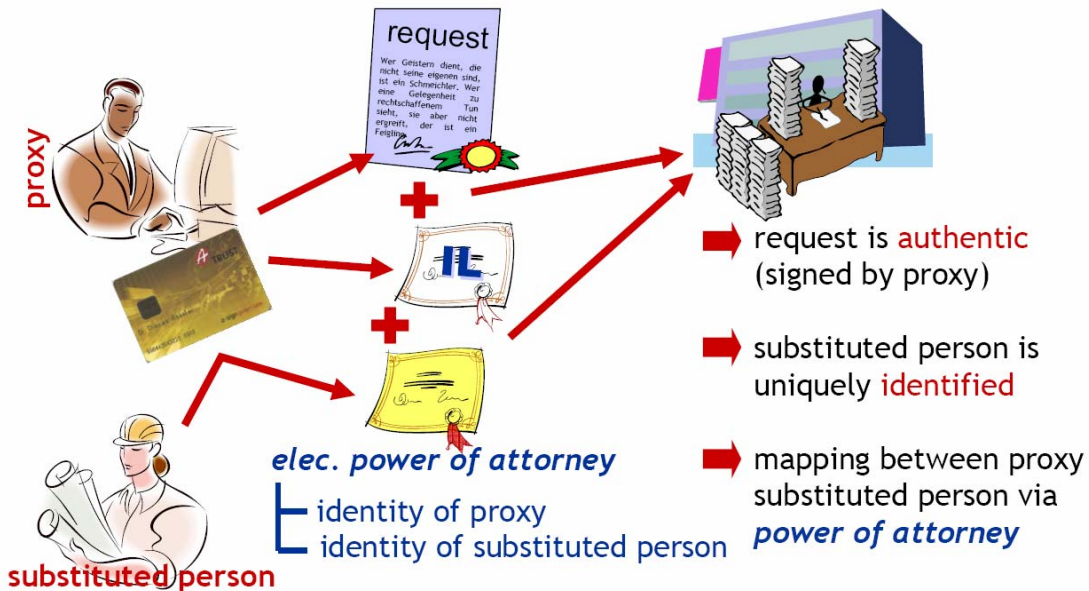 request
Wer Geistern dient, die
nicht seine eigenen sind,
ist ein Schmeichler. Wer
eine Gelegenheit zu
rechtschaffenem Tun
sieht, sie aber nicht
ergreift, der ist ein
Feigling.
proxy
A
TRUST
IL
substituted person
elec. power of attorney
identity of proxy
identity of substituted person
request is authentic
(signed by proxy)
substituted person is
uniquely identified
mapping between proxy
substituted person via
power of attorney